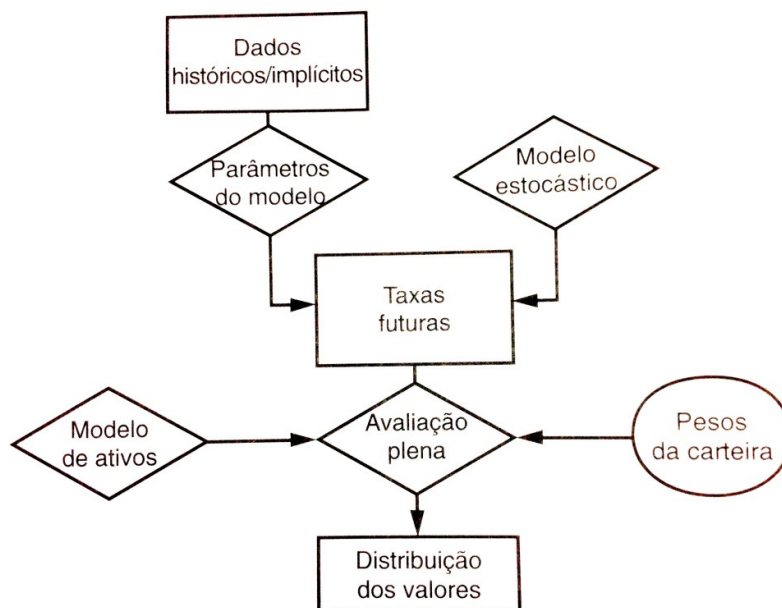 Dados
históricos/implícitos
Parâmetros
do modelo
Modelo
estocástico
Taxas
futuras
Modelo
de ativos
Avaliação
plena
Pesos
da carteira
Distribuição
dos valores